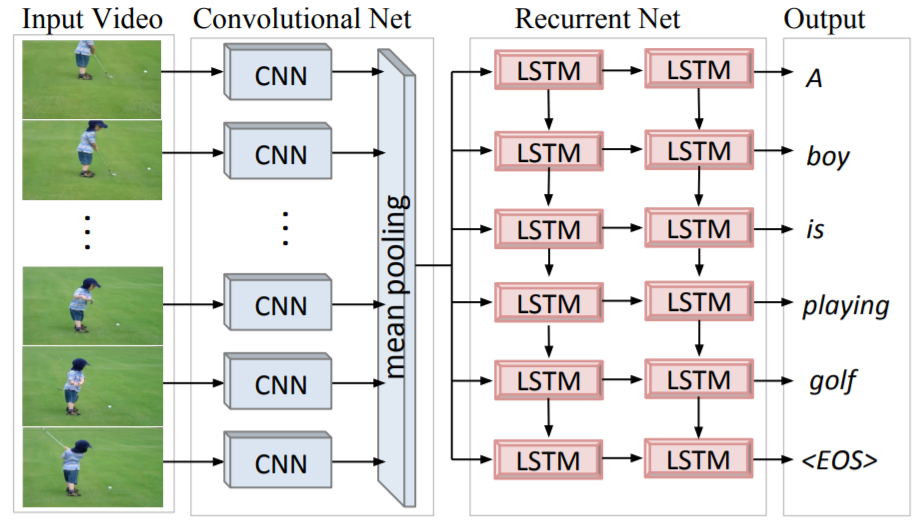 Input Video
Convolutional Net
Recurrent Net
Output
CNN
LSTM
LSTM
A
CNN
LSTM
LSTM
boy
...
...
mean pooling
LSTM
LSTM
is
CNN
LSTM
LSTM
playing
CNN
LSTM
LSTM
golf
CNN
LSTM
LSTM
<EOS>